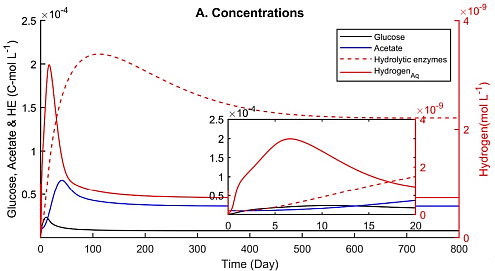 A. Concentrations
×10⁻⁴
×10⁻⁹
2.5
2
1.5
1
0.5
0
4
2
0
Glucose, Acetate & HE (C-mol L⁻¹)
Hydrogen(mol L⁻¹)
Glucose
Acetate
Hydrolytic enzymes
Hydrogen_Aq
×10⁻⁴
×10⁻⁹
2.5
2
1.5
1
0.5
0
4
2
0
0 5 10 15 20
0 100 200 300 400 500 600 700 800
Time (Day)